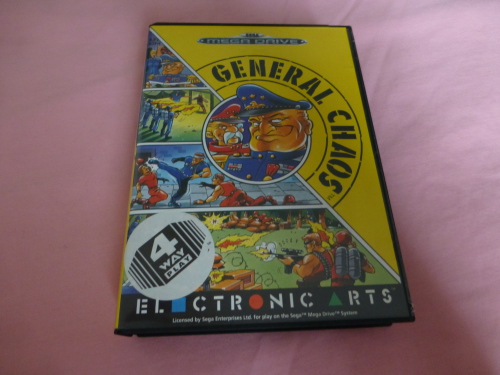 MEGA DRIVE
GENERAL CHAOS
4
WAY
PLAY
ELECTRONIC ARTS
Licensed by Sega Enterprises Ltd. for play on the Sega™ Mega Drive™ System